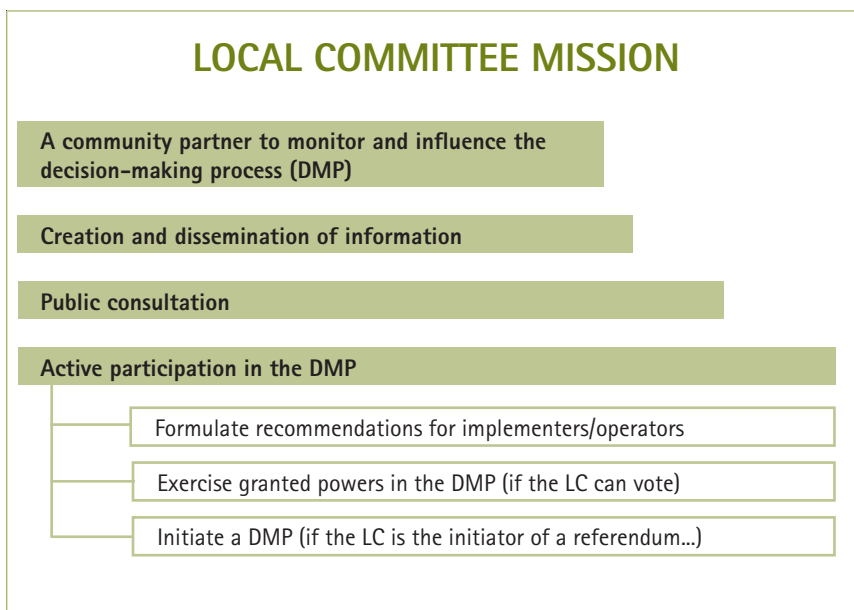 LOCAL COMMITTEE MISSION
A community partner to monitor and influence the
decision-making process (DMP)
Creation and dissemination of information
Public consultation
Active participation in the DMP
Formulate recommendations for implementers/operators
Exercise granted powers in the DMP (if the LC can vote)
Initiate a DMP (if the LC is the initiator of a referendum...)